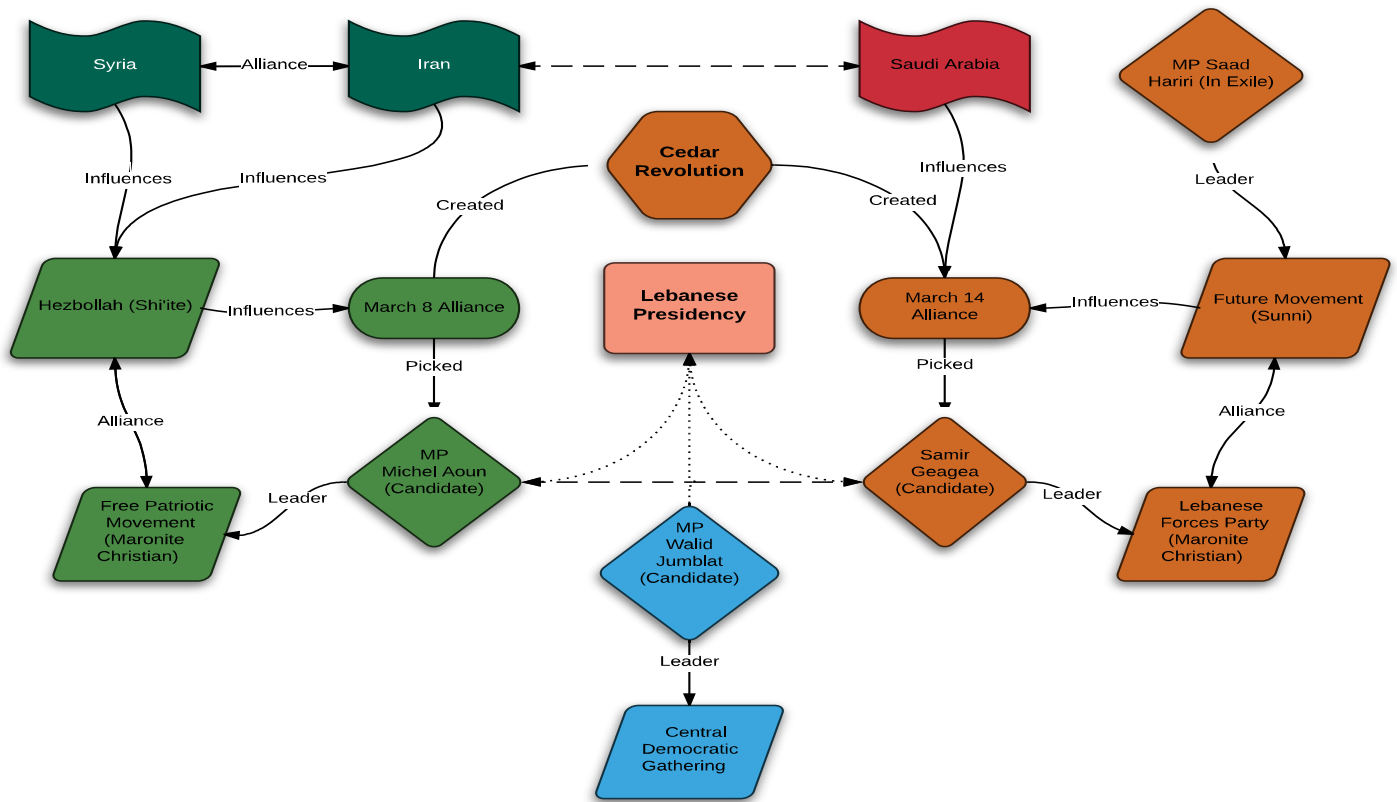 Syria
Alliance
Iran
Saudi Arabia
MP Saad
Hariri (In Exile)
Cedar
Revolution
Influences
Influences
Influences
Leader
Created
Created
Hezbollah (Shi'ite)
Influences
March 8 Alliance
Lebanese
Presidency
March 14
Alliance
Influences
Future Movement
(Sunni)
Picked
Picked
Alliance
Alliance
MP
Michel Aoun
(Candidate)
Samir
Geagea
(Candidate)
Leader
Leader
Free Patriotic
Movement
(Maronite
Christian)
Lebanese
Forces Party
(Maronite
Christian)
MP
Walid
Jumblat
(Candidate)
Leader
Central
Democratic
Gathering